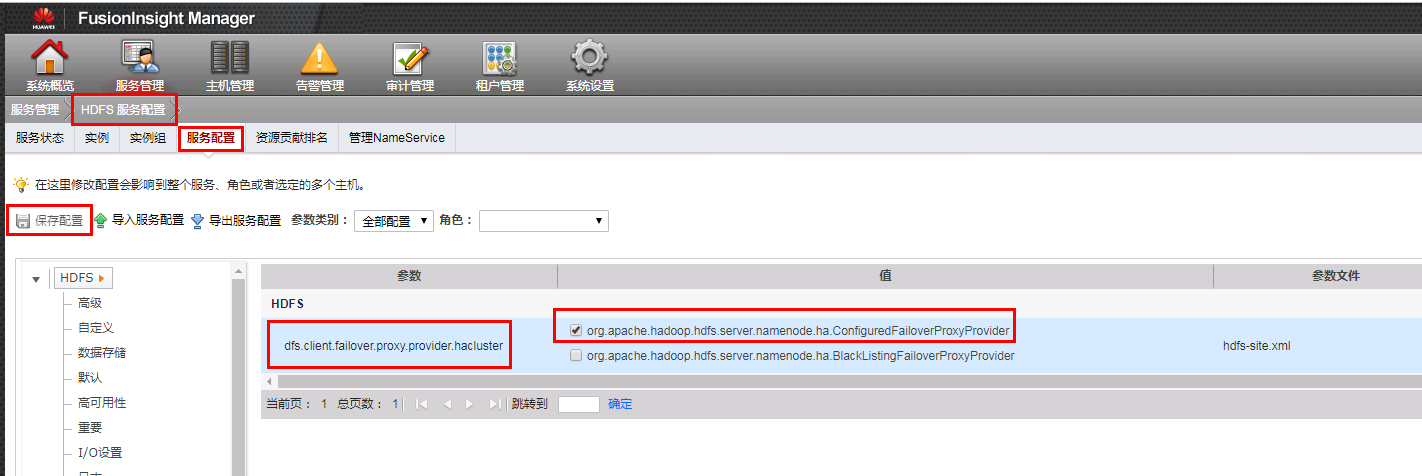 HUAWEI FusionInsight Manager
系统概览 服务管理 主机管理 告警管理 审计管理 租户管理 系统设置
服务管理 HDFS 服务配置
服务状态 实例 实例组 服务配置 资源贡献排名 管理NameService
在这里修改配置会影响到整个服务、角色或者选定的多个主机。
保存配置 导入服务配置 导出服务配置 参数类别： 全部配置 角色：
HDFS
高级
自定义
数据存储
默认
高可用性
重要
I/O设置
参数 值 参数文件
HDFS
dfs.client.failover.proxy.provider.hacluster
org.apache.hadoop.hdfs.server.namenode.ha.ConfiguredFailoverProxyProvider
org.apache.hadoop.hdfs.server.namenode.ha.BlackListingFailoverProxyProvider
hdfs-site.xml
当前页： 1 总页数： 1 跳转到 确定